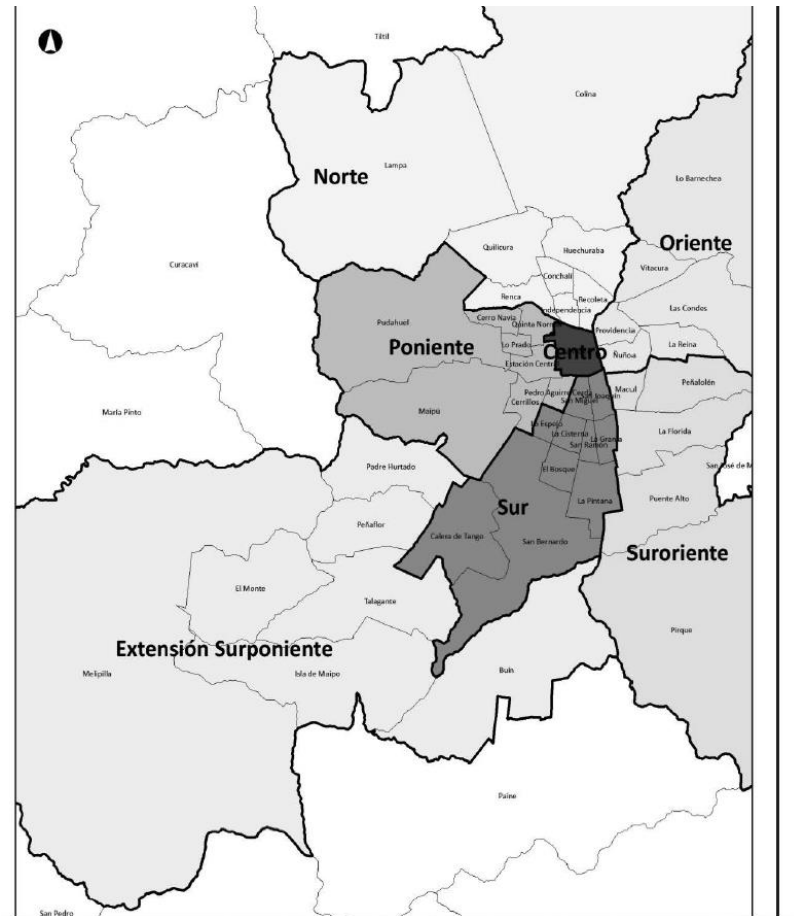 Tiltil
Colina
Lampa
Norte
Lo Barnechea
Quilicura
Huechuraba
Oriente
Curacaví
Vitacura
Conchalí
Renca
Recoleta
Independencia
Las Condes
Pudahuel
Cerro Navia
Quinta Normal
Providencia
Lo Prado
La Reina
Poniente
Centro
Ñuñoa
Estación Central
Macul
Peñalolén
Pedro Aguirre Cerda
Cerrillos
San Miguel
Joaquín
María Pinto
Maipú
Lo Espejo
La Cisterna
La Granja
San Ramón
La Florida
Padre Hurtado
El Bosque
San José de M
La Pintana
Puente Alto
Sur
Peñaflor
Calera de Tango
San Bernardo
Suroriente
El Monte
Talagante
Pirque
Extensión Surponiente
Melipilla
Isla de Maipo
Buin
Paine
San Pedro